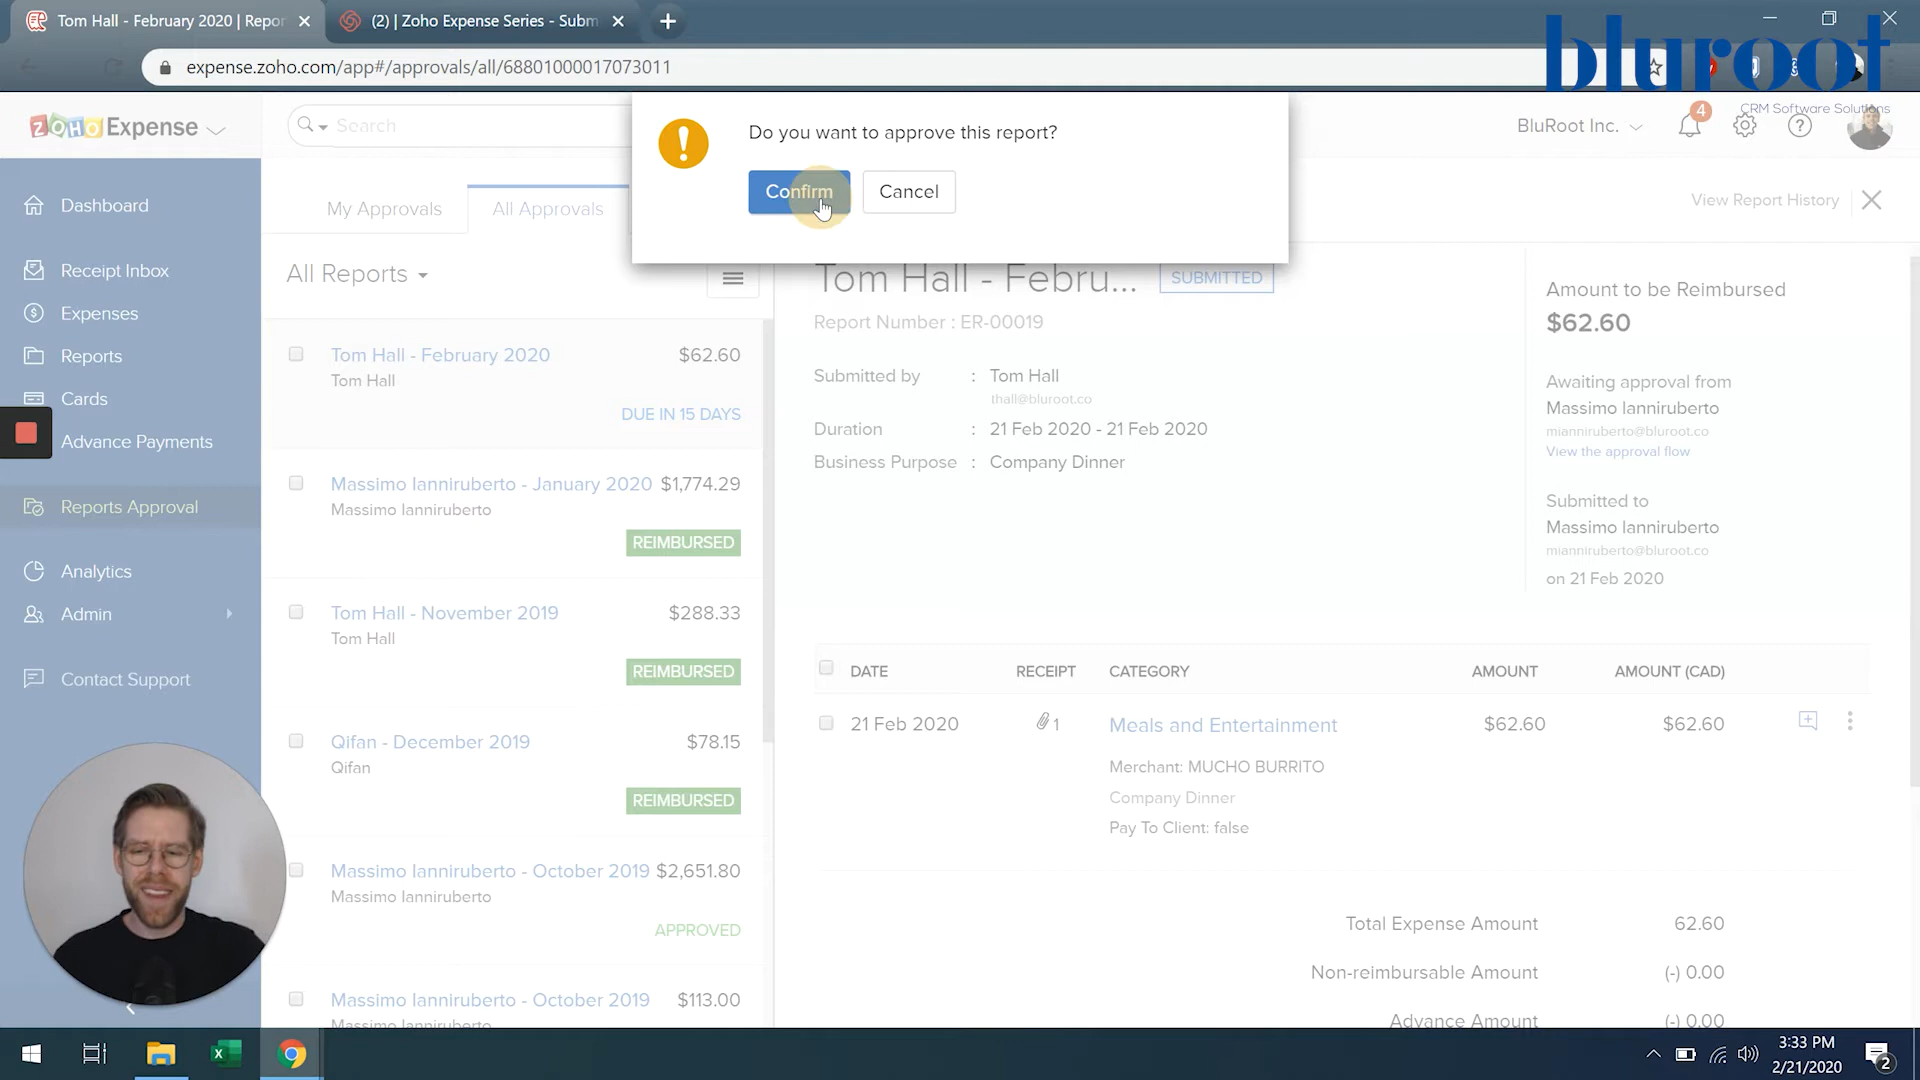 Tom Hall - February 2020 | Repor
(2) | Zoho Expense Series - Subm
expense.zoho.com/app#/approvals/all/68801000017073011
bluroot
CRM Software Solutions
ZOHO Expense
Search
Do you want to approve this report?
Confirm
Cancel
BluRoot Inc.
4
Dashboard
Receipt Inbox
Expenses
Reports
Cards
Advance Payments
Reports Approval
Analytics
Admin
Contact Support
My Approvals
All Approvals
View Report History
All Reports
Tom Hall - February 2020 $62.60
Tom Hall
DUE IN 15 DAYS
Massimo Ianniruberto - January 2020 $1,774.29
Massimo Ianniruberto
REIMBURSED
Tom Hall - November 2019 $288.33
Tom Hall
REIMBURSED
Qifan - December 2019 $78.15
Qifan
REIMBURSED
Massimo Ianniruberto - October 2019 $2,651.80
Massimo Ianniruberto
APPROVED
Massimo Ianniruberto - October 2019 $113.00
Massimo Ianniruberto
Tom Hall - Febru...
SUBMITTED
Report Number : ER-00019
Submitted by : Tom Hall
thall@bluroot.co
Duration : 21 Feb 2020 - 21 Feb 2020
Business Purpose : Company Dinner
Amount to be Reimbursed
$62.60
Awaiting approval from
Massimo Ianniruberto
mianniruberto@bluroot.co
View the approval flow
Submitted to
Massimo Ianniruberto
mianniruberto@bluroot.co
on 21 Feb 2020
DATE RECEIPT CATEGORY AMOUNT AMOUNT (CAD)
21 Feb 2020 1 Meals and Entertainment $62.60 $62.60
Merchant: MUCHO BURRITO
Company Dinner
Pay To Client: false
Total Expense Amount 62.60
Non-reimbursable Amount (-) 0.00
Advance Amount (-) 0.00
3:33 PM
2/21/2020
2